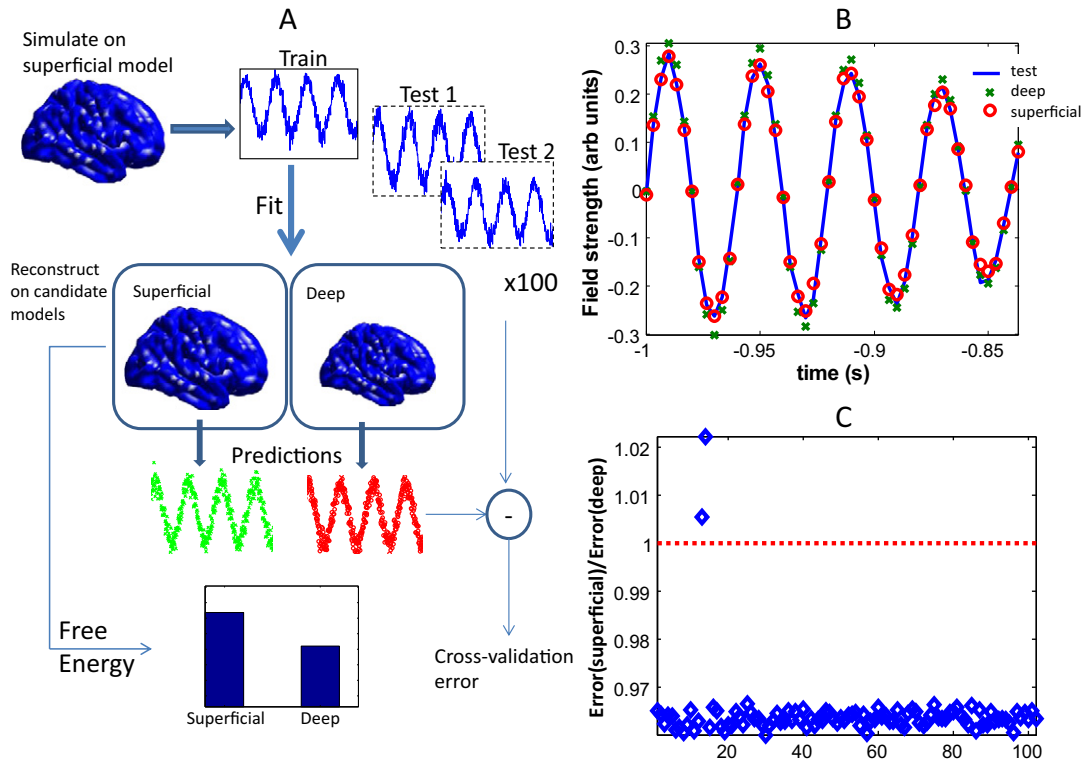 A
Simulate on
superficial model
Train
Test 1
Test 2
Fit
x100
Reconstruct
on candidate
models
Superficial
Deep
Predictions
-
Free
Energy
Superficial
Deep
Cross-validation
error
B
Field strength (arb units)
0.3
0.2
0.1
0
-0.1
-0.2
-0.3
-1
-0.95
-0.9
-0.85
time (s)
test
deep
superficial
C
Error(superficial)/Error(deep)
1.02
1.01
1
0.99
0.98
0.97
20
40
60
80
100